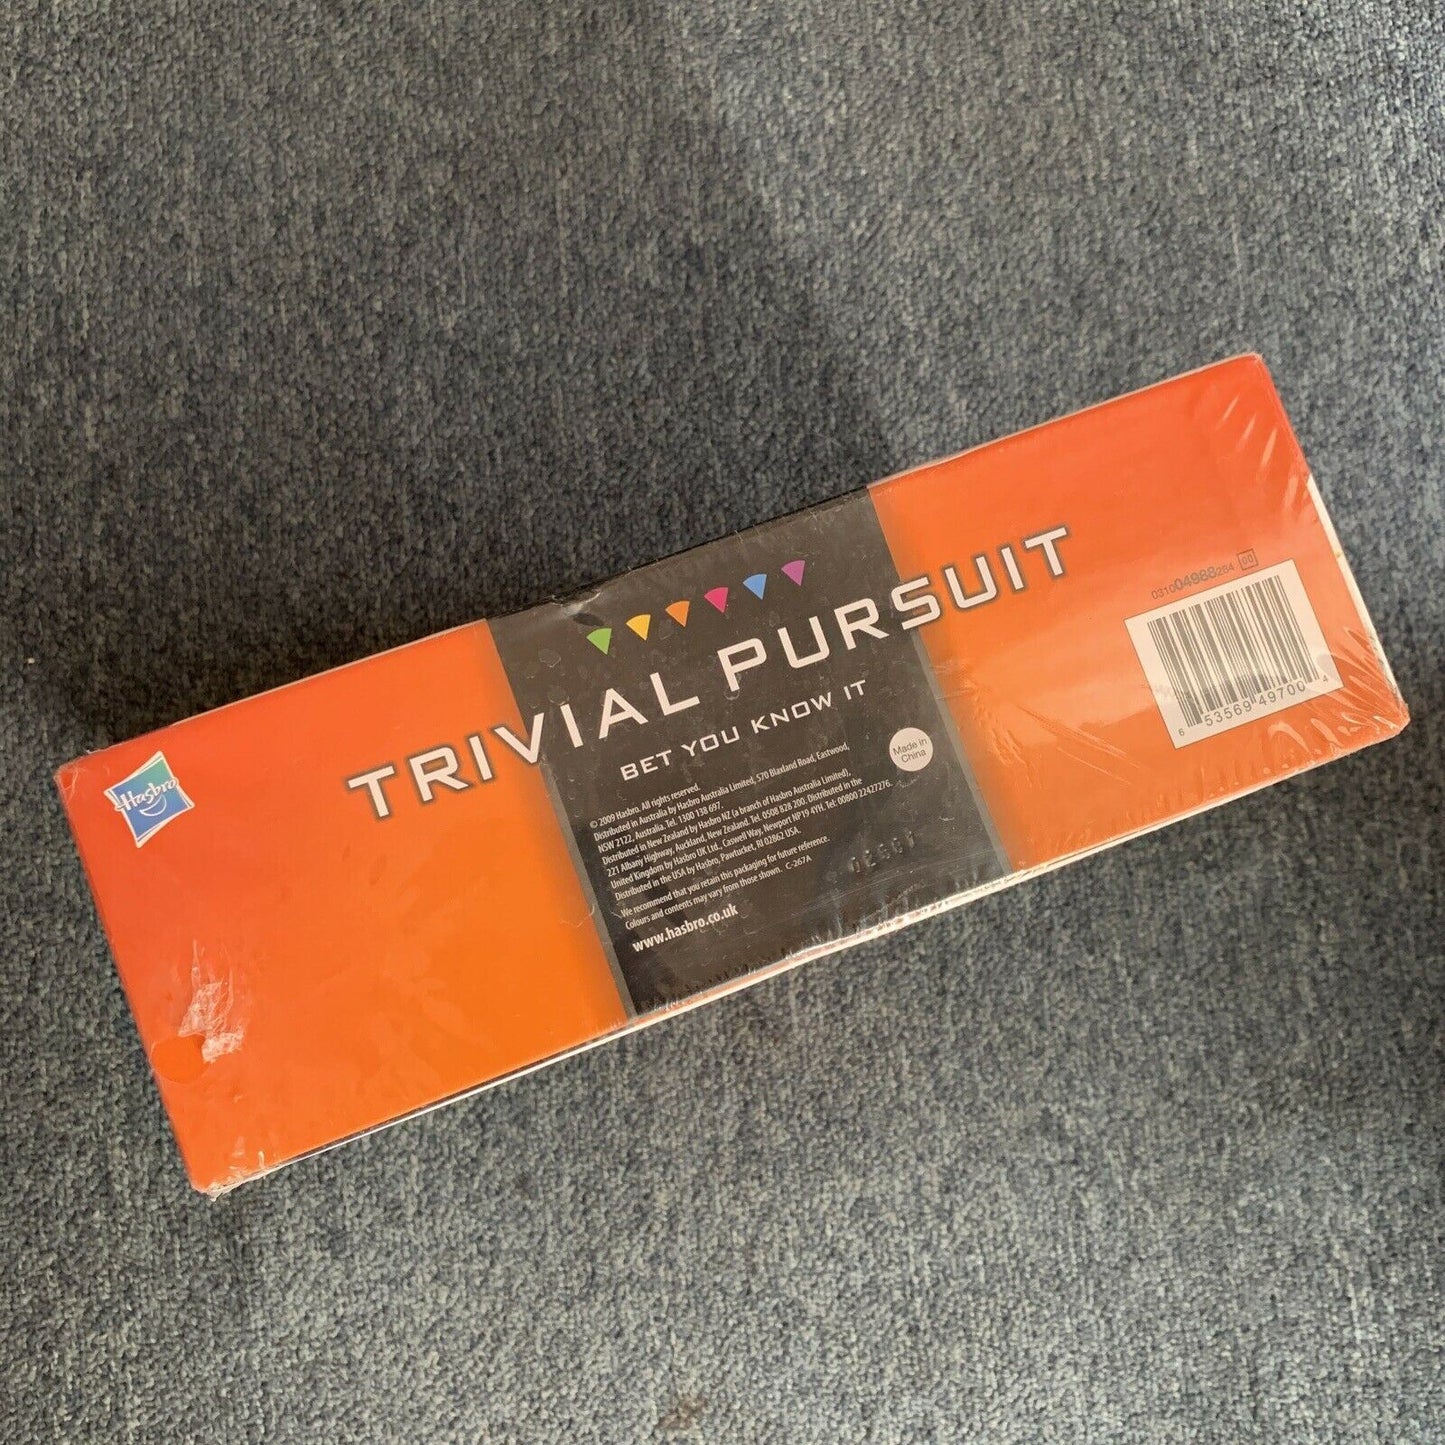 TRIVIAL PURSUIT
BET YOU KNOW IT
Hasbro
031004988264 00
6 53569 49700 4
Made in
China
© 2009 Hasbro. All rights reserved.
Distributed in Australia by Hasbro Australia Limited, 570 Blaxland Road, Eastwood,
NSW 2122, Australia. Tel. 1300 138 697.
Distributed in New Zealand by Hasbro NZ (a branch of Hasbro Australia Limited),
221 Albany Highway, Auckland, New Zealand. Tel. 0508 828 200. Distributed in the
United Kingdom by Hasbro UK Ltd., Caswell Way, Newport NP19 4YH. Tel: 00800 22427276.
Distributed in the USA by Hasbro, Pawtucket, RI 02862 USA.
We recommend that you retain this packaging for future reference.
Colours and contents may vary from those shown. C-267A
www.hasbro.co.uk